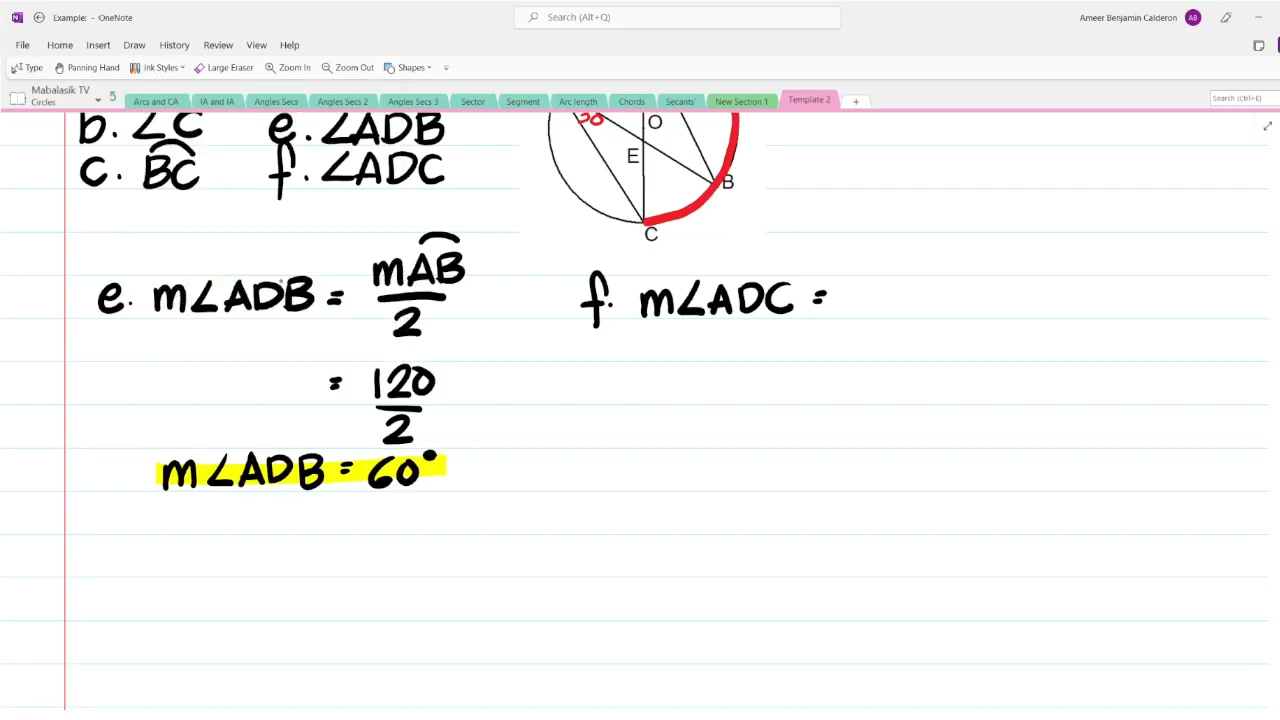 Example: - OneNote
Search (Alt+Q)
Ameer Benjamin Calderon AB
File Home Insert Draw History Review View Help
Type Panning Hand Ink Styles Large Eraser Zoom In Zoom Out Shapes
Mabalasik TV
Circles
5
Arcs and CA IA and IA Angles Secs Angles Secs 2 Angles Secs 3 Sector Segment Arc length Chords Secants' New Section 1 Template 2 +
Search (Ctrl+E)
b. ∠C e. ∠ADB
c. BC f. ∠ADC
O
E
B
C
e. m∠ADB = mAB
2
= 120
2
m∠ADB = 60°
f. m∠ADC =